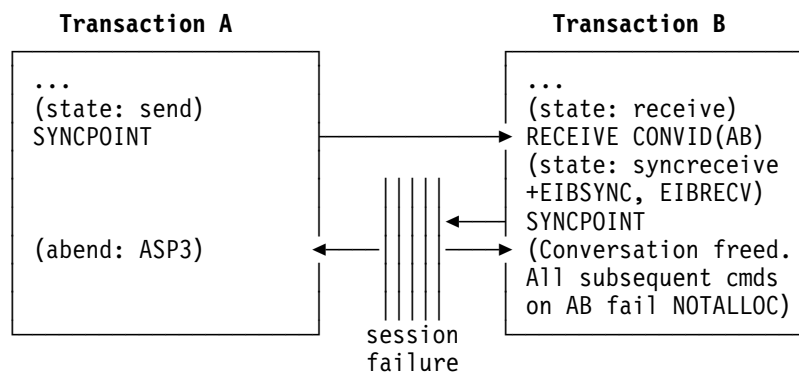 Transaction A
Transaction B
...
(state: send)
SYNCPOINT
(abend: ASP3)
...
(state: receive)
RECEIVE CONVID(AB)
(state: syncreceive
+EIBSYNC, EIBRECV)
SYNCPOINT
(Conversation freed.
All subsequent cmds
on AB fail NOTALLOC)
session
failure